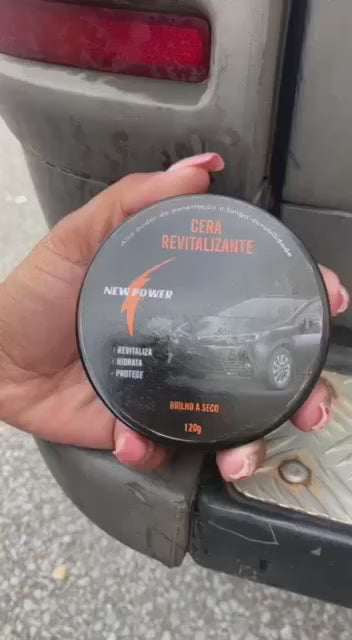 Alto poder de penetração e longa durabilidade
CERA
REVITALIZANTE
NEW POWER
REVITALIZA
HIDRATA
PROTEGE
BRILHO A SECO
120g